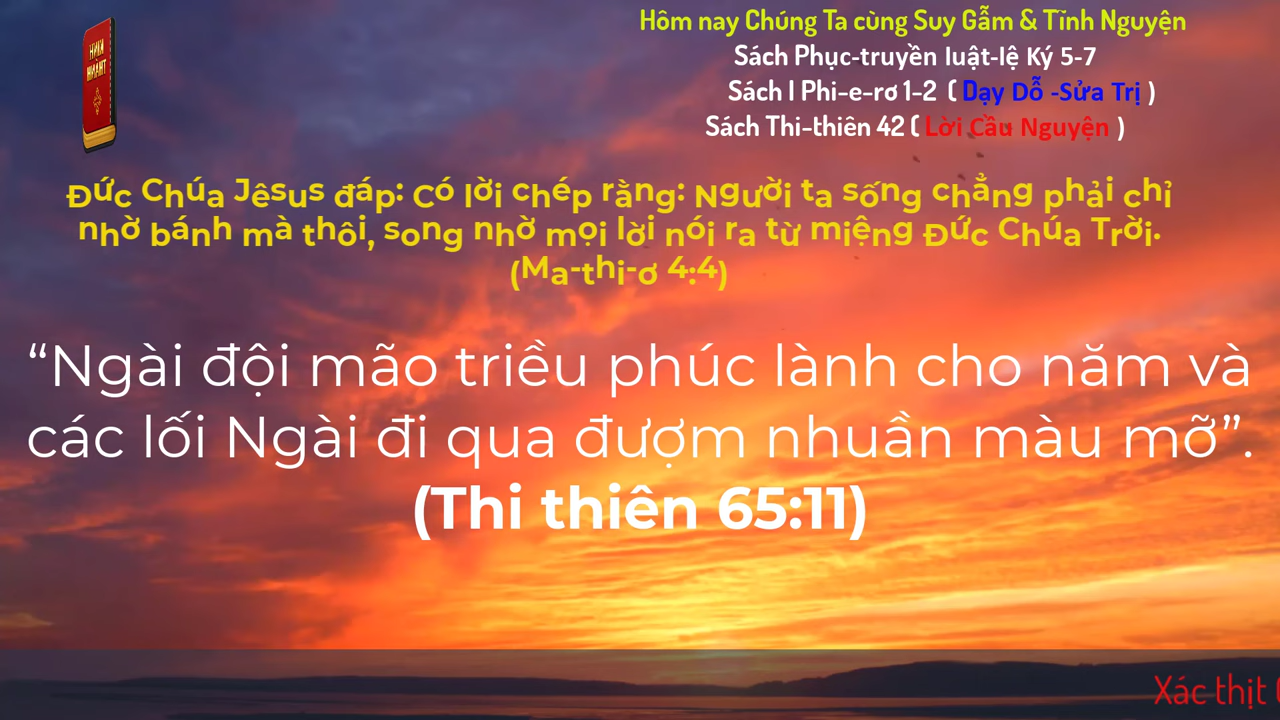 Hôm nay Chúng Ta cùng Suy Gẫm & Tĩnh Nguyện
Sách Phục-truyền luật-lệ Ký 5-7
Sách I Phi-e-rơ 1-2 ( Dạy Dỗ -Sửa Trị )
Sách Thi-thiên 42 ( Lời Cầu Nguyện )
KINH
THÁNH
Đức Chúa Jêsus đáp: Có lời chép rằng: Người ta sống chẳng phải chỉ
nhờ bánh mà thôi, song nhờ mọi lời nói ra từ miệng Đức Chúa Trời.
(Ma-thi-ơ 4:4)
“Ngài đội mão triều phúc lành cho năm và
các lối Ngài đi qua đượm nhuần màu mỡ”.
(Thi thiên 65:11)
Xác thịt